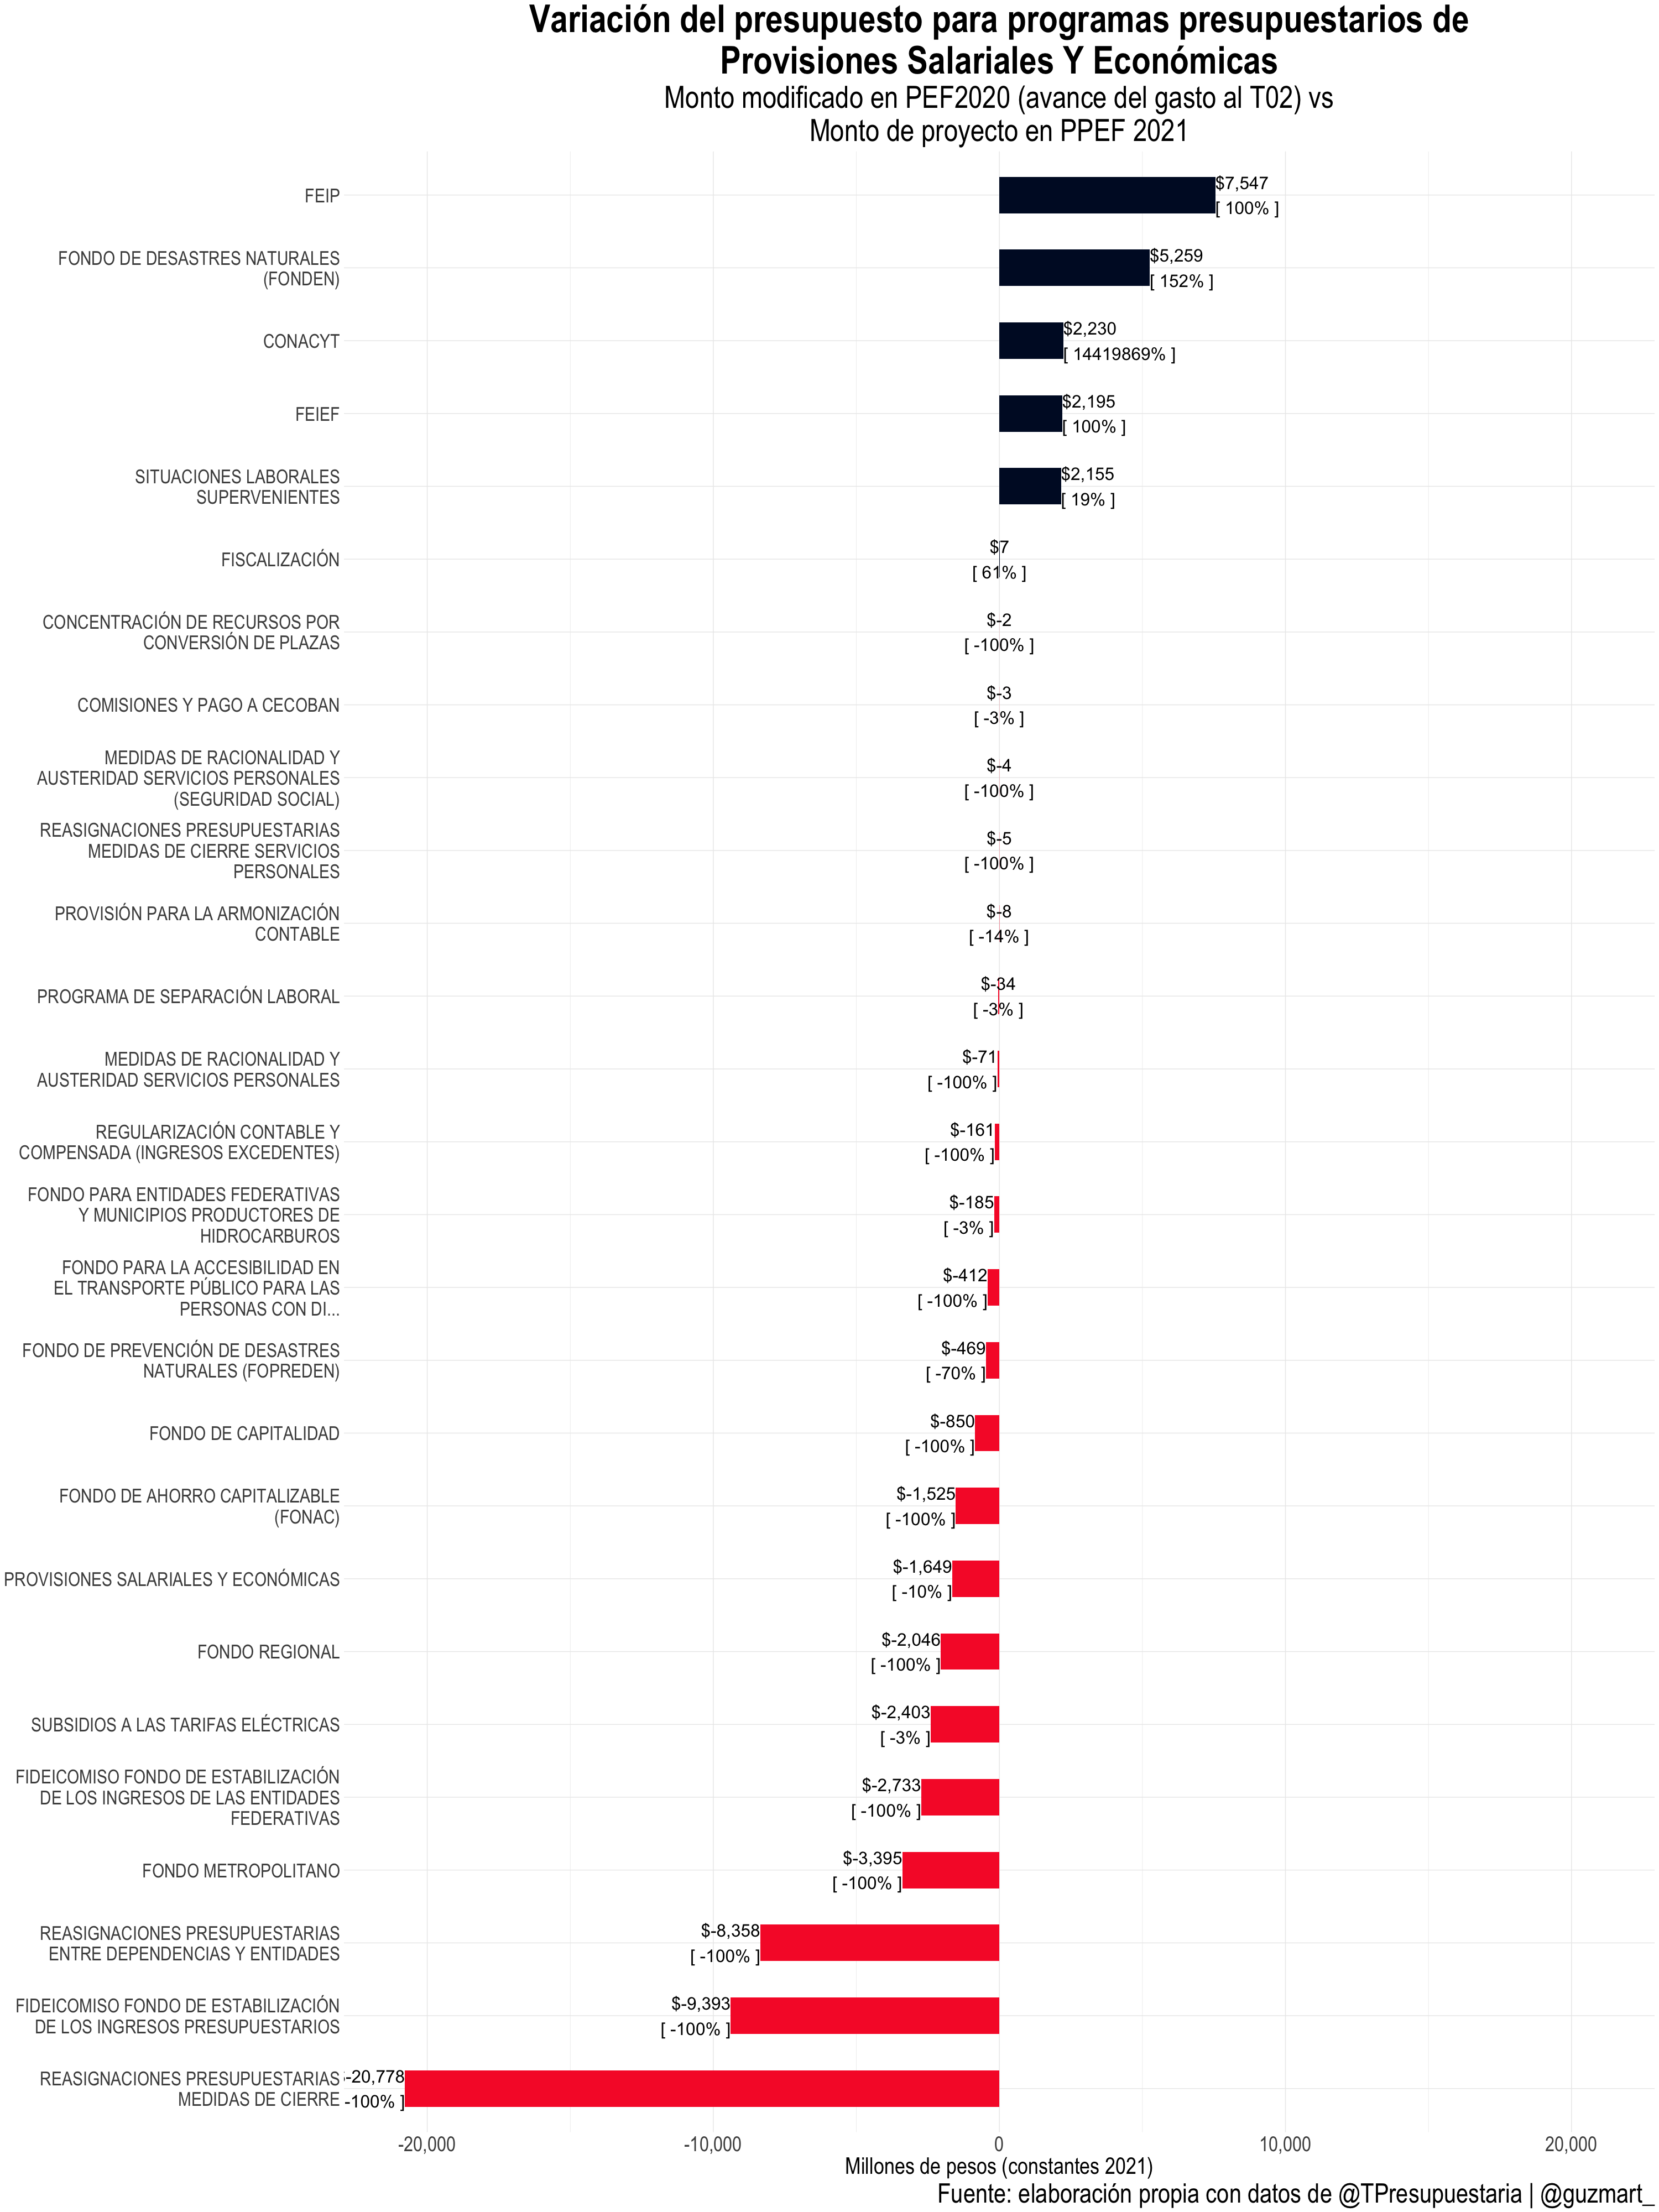 Variación del presupuesto para programas presupuestarios de
Provisiones Salariales Y Económicas
Monto modificado en PEF2020 (avance del gasto al T02) vs
Monto de proyecto en PPEF 2021
FEIP
$7,547
[ 100% ]
FONDO DE DESASTRES NATURALES
(FONDEN)
$5,259
[ 152% ]
CONACYT
$2,230
[ 14419869% ]
FEIEF
$2,195
[ 100% ]
SITUACIONES LABORALES
SUPERVENIENTES
$2,155
[ 19% ]
FISCALIZACIÓN
$7
[ 61% ]
CONCENTRACIÓN DE RECURSOS POR
CONVERSIÓN DE PLAZAS
$-2
[ -100% ]
COMISIONES Y PAGO A CECOBAN
$-3
[ -3% ]
MEDIDAS DE RACIONALIDAD Y
AUSTERIDAD SERVICIOS PERSONALES
(SEGURIDAD SOCIAL)
$-4
[ -100% ]
REASIGNACIONES PRESUPUESTARIAS
MEDIDAS DE CIERRE SERVICIOS
PERSONALES
$-5
[ -100% ]
PROVISIÓN PARA LA ARMONIZACIÓN
CONTABLE
$-8
[ -14% ]
PROGRAMA DE SEPARACIÓN LABORAL
$-34
[ -3% ]
MEDIDAS DE RACIONALIDAD Y
AUSTERIDAD SERVICIOS PERSONALES
$-71
[ -100% ]
REGULARIZACIÓN CONTABLE Y
COMPENSADA (INGRESOS EXCEDENTES)
$-161
[ -100% ]
FONDO PARA ENTIDADES FEDERATIVAS
Y MUNICIPIOS PRODUCTORES DE
HIDROCARBUROS
$-185
[ -3% ]
FONDO PARA LA ACCESIBILIDAD EN
EL TRANSPORTE PÚBLICO PARA LAS
PERSONAS CON DI...
$-412
[ -100% ]
FONDO DE PREVENCIÓN DE DESASTRES
NATURALES (FOPREDEN)
$-469
[ -70% ]
FONDO DE CAPITALIDAD
$-850
[ -100% ]
FONDO DE AHORRO CAPITALIZABLE
(FONAC)
$-1,525
[ -100% ]
PROVISIONES SALARIALES Y ECONÓMICAS
$-1,649
[ -10% ]
FONDO REGIONAL
$-2,046
[ -100% ]
SUBSIDIOS A LAS TARIFAS ELÉCTRICAS
$-2,403
[ -3% ]
FIDEICOMISO FONDO DE ESTABILIZACIÓN
DE LOS INGRESOS DE LAS ENTIDADES
FEDERATIVAS
$-2,733
[ -100% ]
FONDO METROPOLITANO
$-3,395
[ -100% ]
REASIGNACIONES PRESUPUESTARIAS
ENTRE DEPENDENCIAS Y ENTIDADES
$-8,358
[ -100% ]
FIDEICOMISO FONDO DE ESTABILIZACIÓN
DE LOS INGRESOS PRESUPUESTARIOS
$-9,393
[ -100% ]
REASIGNACIONES PRESUPUESTARIAS
MEDIDAS DE CIERRE
-20,778
-100% ]
-20,000
-10,000
0
10,000
20,000
Millones de pesos (constantes 2021)
Fuente: elaboración propia con datos de @TPresupuestaria | @guzmart_